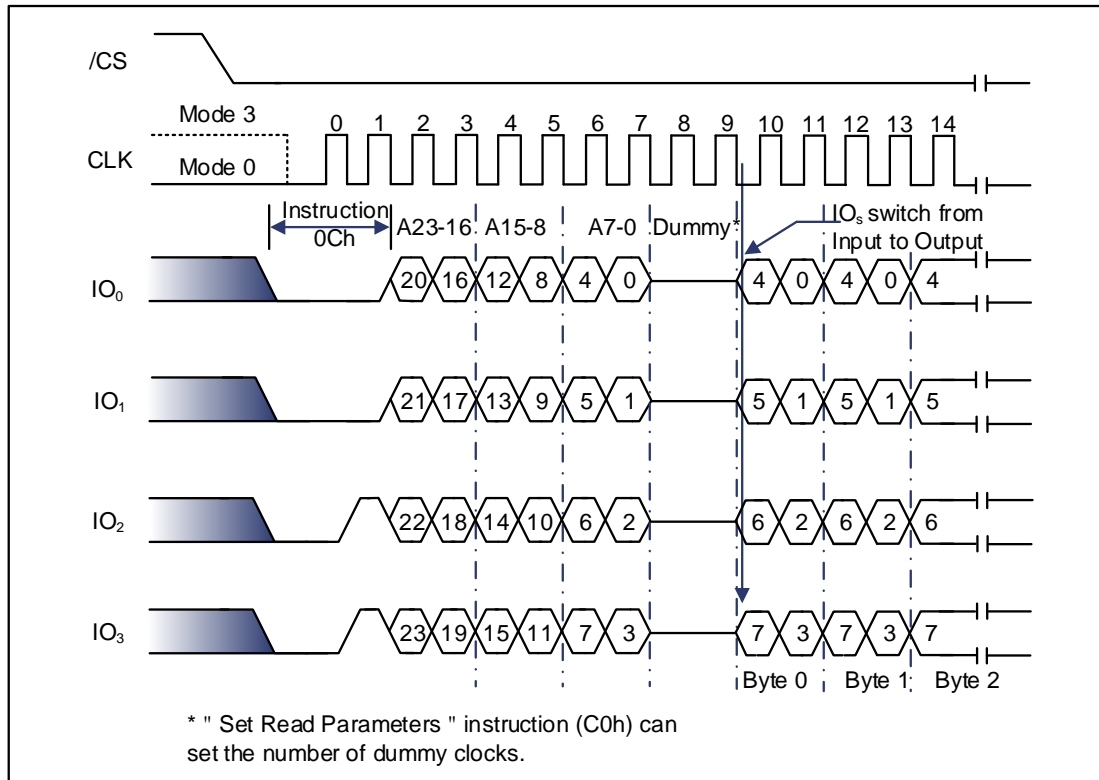 /CS
Mode 3
0 1 2 3 4 5 6 7 8 9 10 11 12 13 14
CLK
Mode 0
Instruction
0Ch
A23-16 A15-8 A7-0 Dummy*
IOs switch from
Input to Output
IO0 20 16 12 8 4 0 4 0 4 0 4
IO1 21 17 13 9 5 1 5 1 5 1 5
IO2 22 18 14 10 6 2 6 2 6 2 6
IO3 23 19 15 11 7 3 7 3 7 3 7
Byte 0 Byte 1 Byte 2
* " Set Read Parameters " instruction (C0h) can
set the number of dummy clocks.